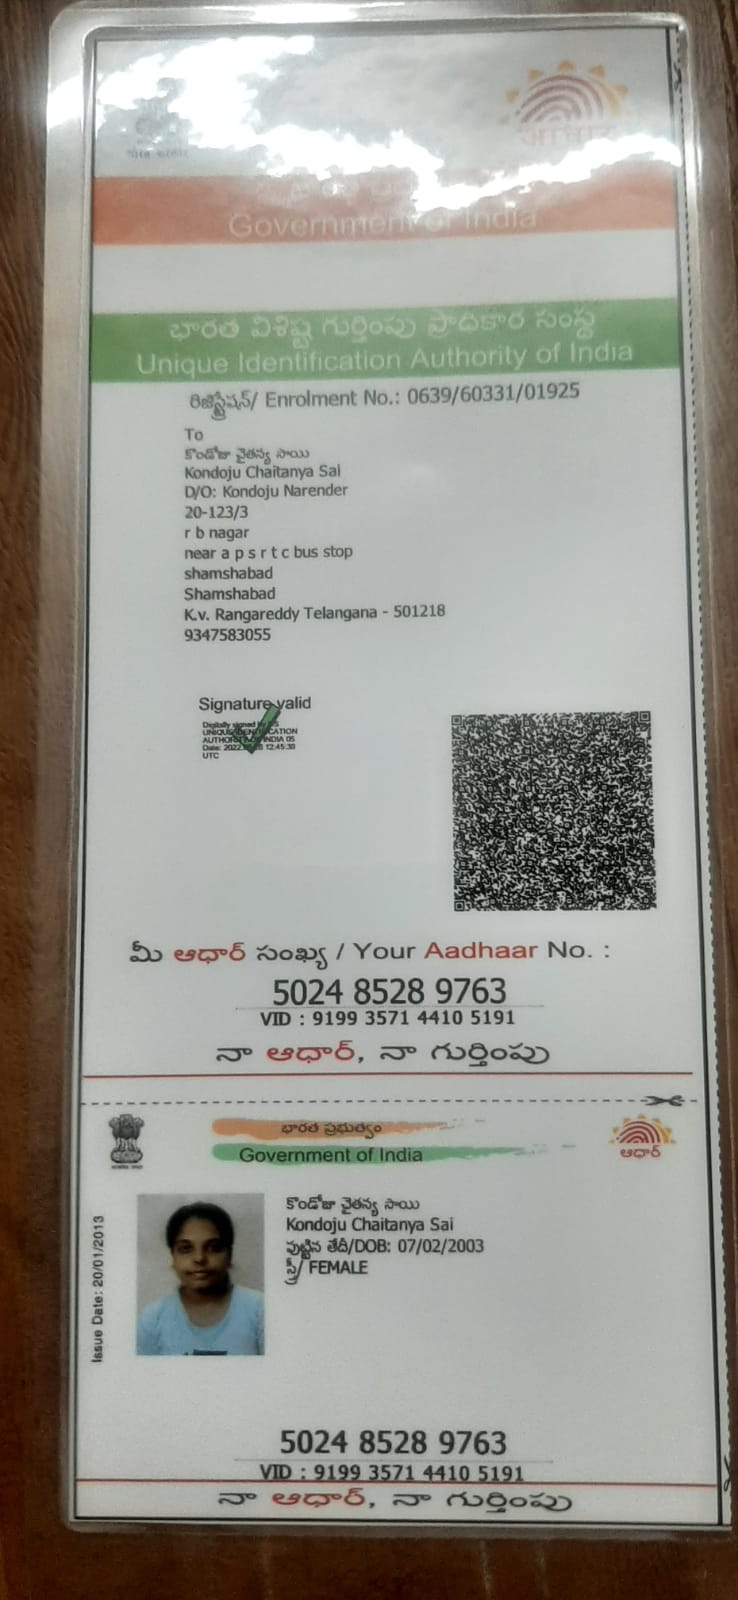 आधार
Government of India
భారత విశిష్ట గుర్తింపు ప్రాధికార సంస్థ
Unique Identification Authority of India
రిజిస్ట్రేషన్/ Enrolment No.: 0639/60331/01925
To
కొండోజు చైతన్య సాయి
Kondoju Chaitanya Sai
D/O: Kondoju Narender
20-123/3
r b nagar
near a p s r t c bus stop
shamshabad
Shamshabad
K.v. Rangareddy Telangana - 501218
9347583055
Signature valid
Digitally signed by DS
UNIQUE IDENTIFICATION
AUTHORITY OF INDIA 05
Date: 12:45:30
UTC
మీ ఆధార్ సంఖ్య / Your Aadhaar No. :
5024 8528 9763
VID : 9199 3571 4410 5191
నా ఆధార్, నా గుర్తింపు
భారత ప్రభుత్వం
Government of India
ఆధార్
Issue Date: 20/01/2013
కొండోజు చైతన్య సాయి
Kondoju Chaitanya Sai
పుట్టిన తేదీ/DOB: 07/02/2003
స్త్రీ/ FEMALE
5024 8528 9763
VID : 9199 3571 4410 5191
నా ఆధార్, నా గుర్తింపు